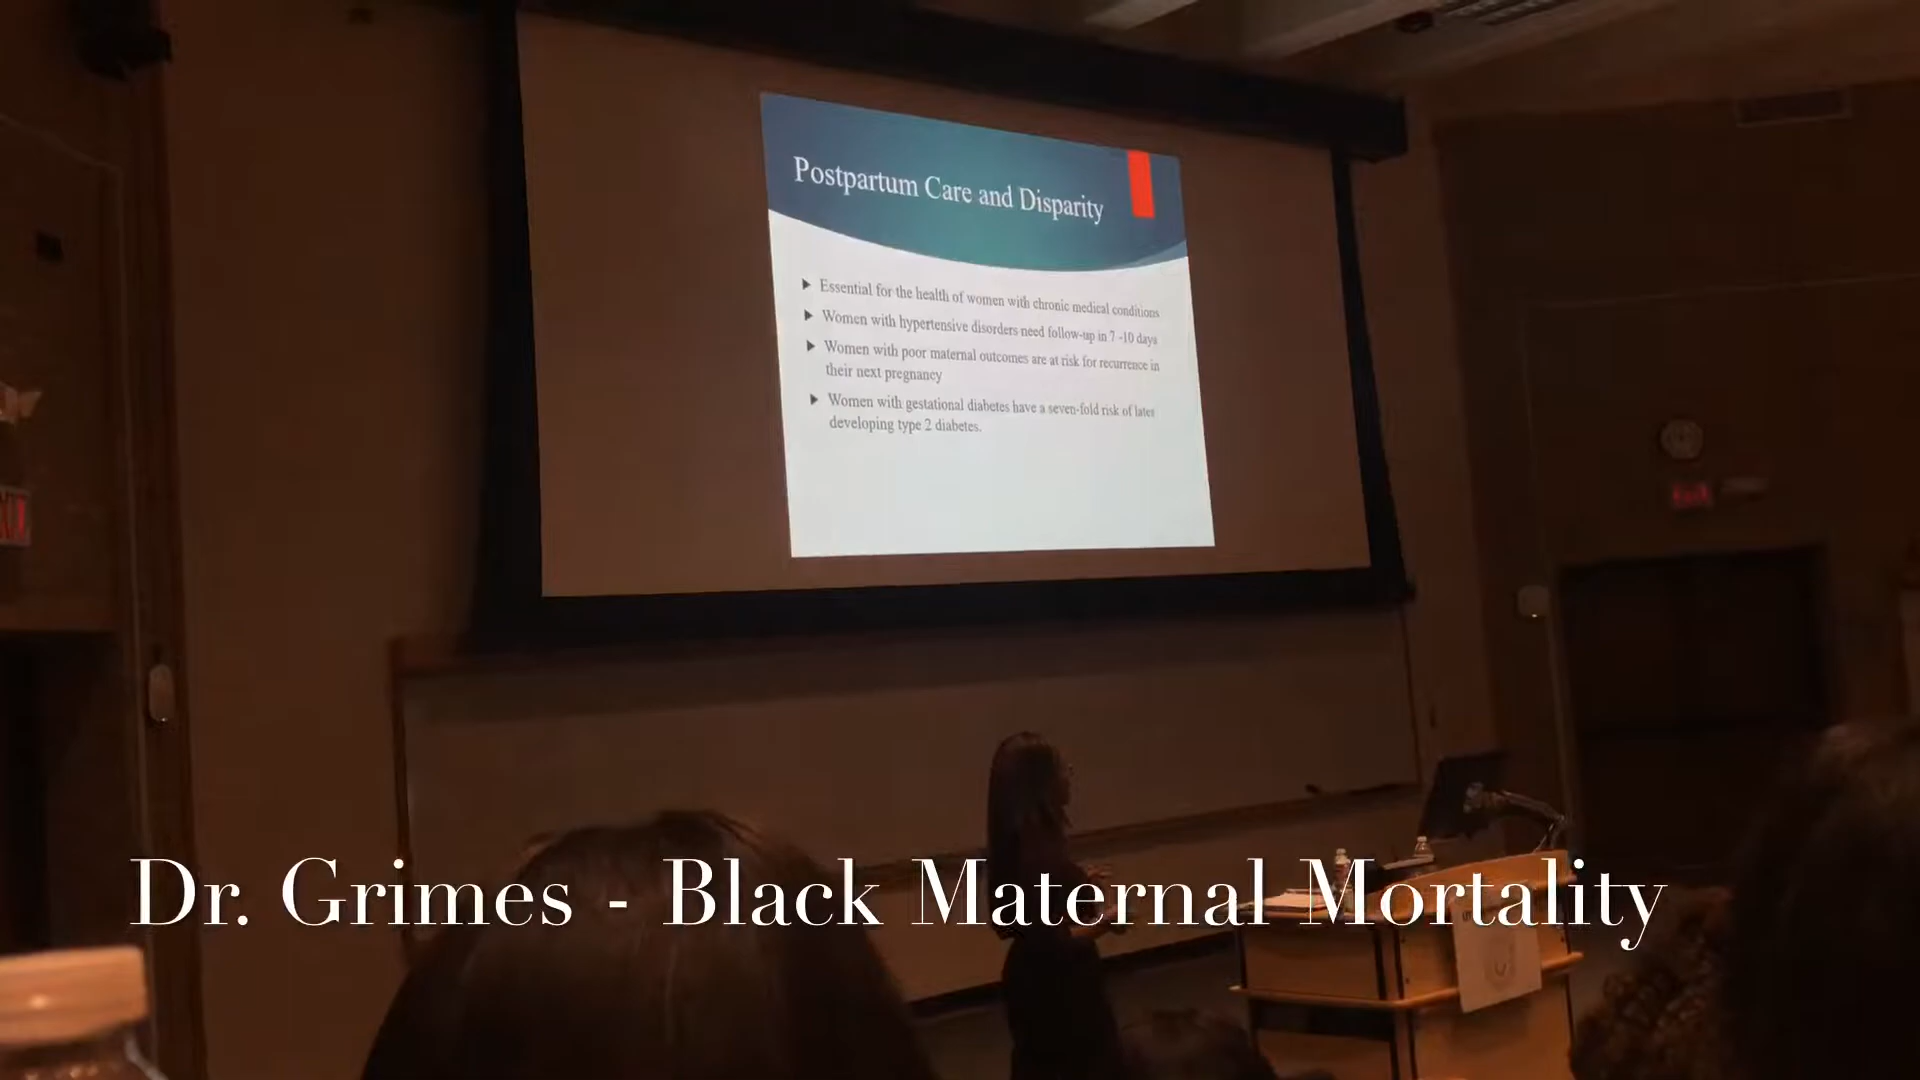 Postpartum Care and Disparity
Essential for the health of women with chronic medical conditions
Women with hypertensive disorders need follow-up in 7 -10 days
Women with poor maternal outcomes are at risk for recurrence in
their next pregnancy
Women with gestational diabetes have a seven-fold risk of later
developing type 2 diabetes.
Dr. Grimes - Black Maternal Mortality